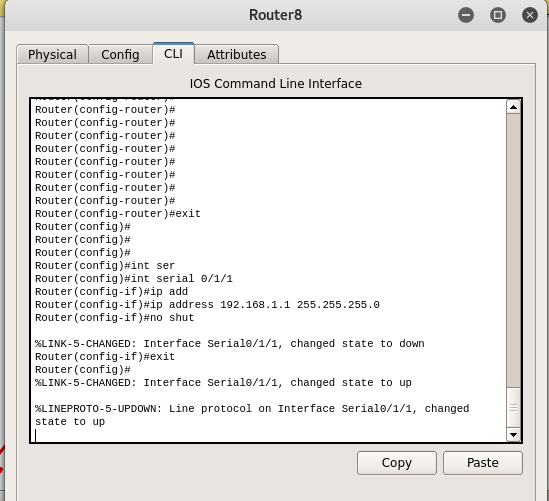 Router8
Physical Config CLI Attributes
IOS Command Line Interface
Router(config-router)#
Router(config-router)#
Router(config-router)#
Router(config-router)#
Router(config-router)#
Router(config-router)#
Router(config-router)#
Router(config-router)#
Router(config-router)#exit
Router(config)#
Router(config)#
Router(config)#
Router(config)#int ser
Router(config)#int serial 0/1/1
Router(config-if)#ip add
Router(config-if)#ip address 192.168.1.1 255.255.255.0
Router(config-if)#no shut
%LINK-5-CHANGED: Interface Serial0/1/1, changed state to down
Router(config-if)#exit
Router(config)#
%LINK-5-CHANGED: Interface Serial0/1/1, changed state to up
%LINEPROTO-5-UPDOWN: Line protocol on Interface Serial0/1/1, changed
state to up
Copy Paste